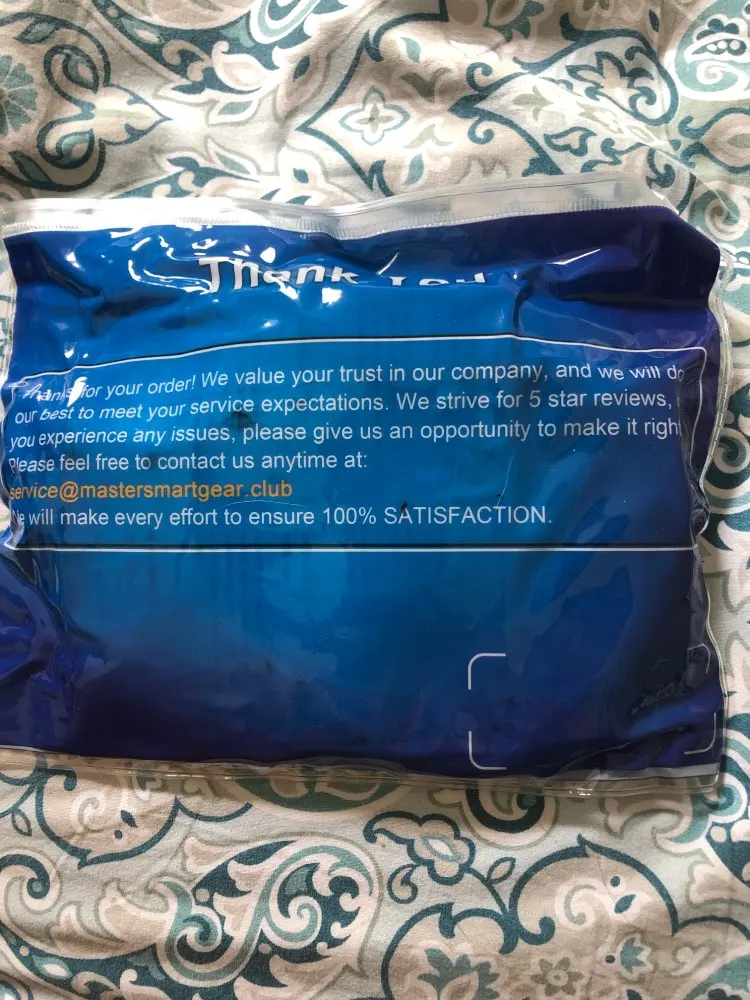 Thank You
Thanks for your order! We value your trust in our company, and we will do
our best to meet your service expectations. We strive for 5 star reviews,
you experience any issues, please give us an opportunity to make it righ
Please feel free to contact us anytime at:
service@mastersmartgear.club
We will make every effort to ensure 100% SATISFACTION.